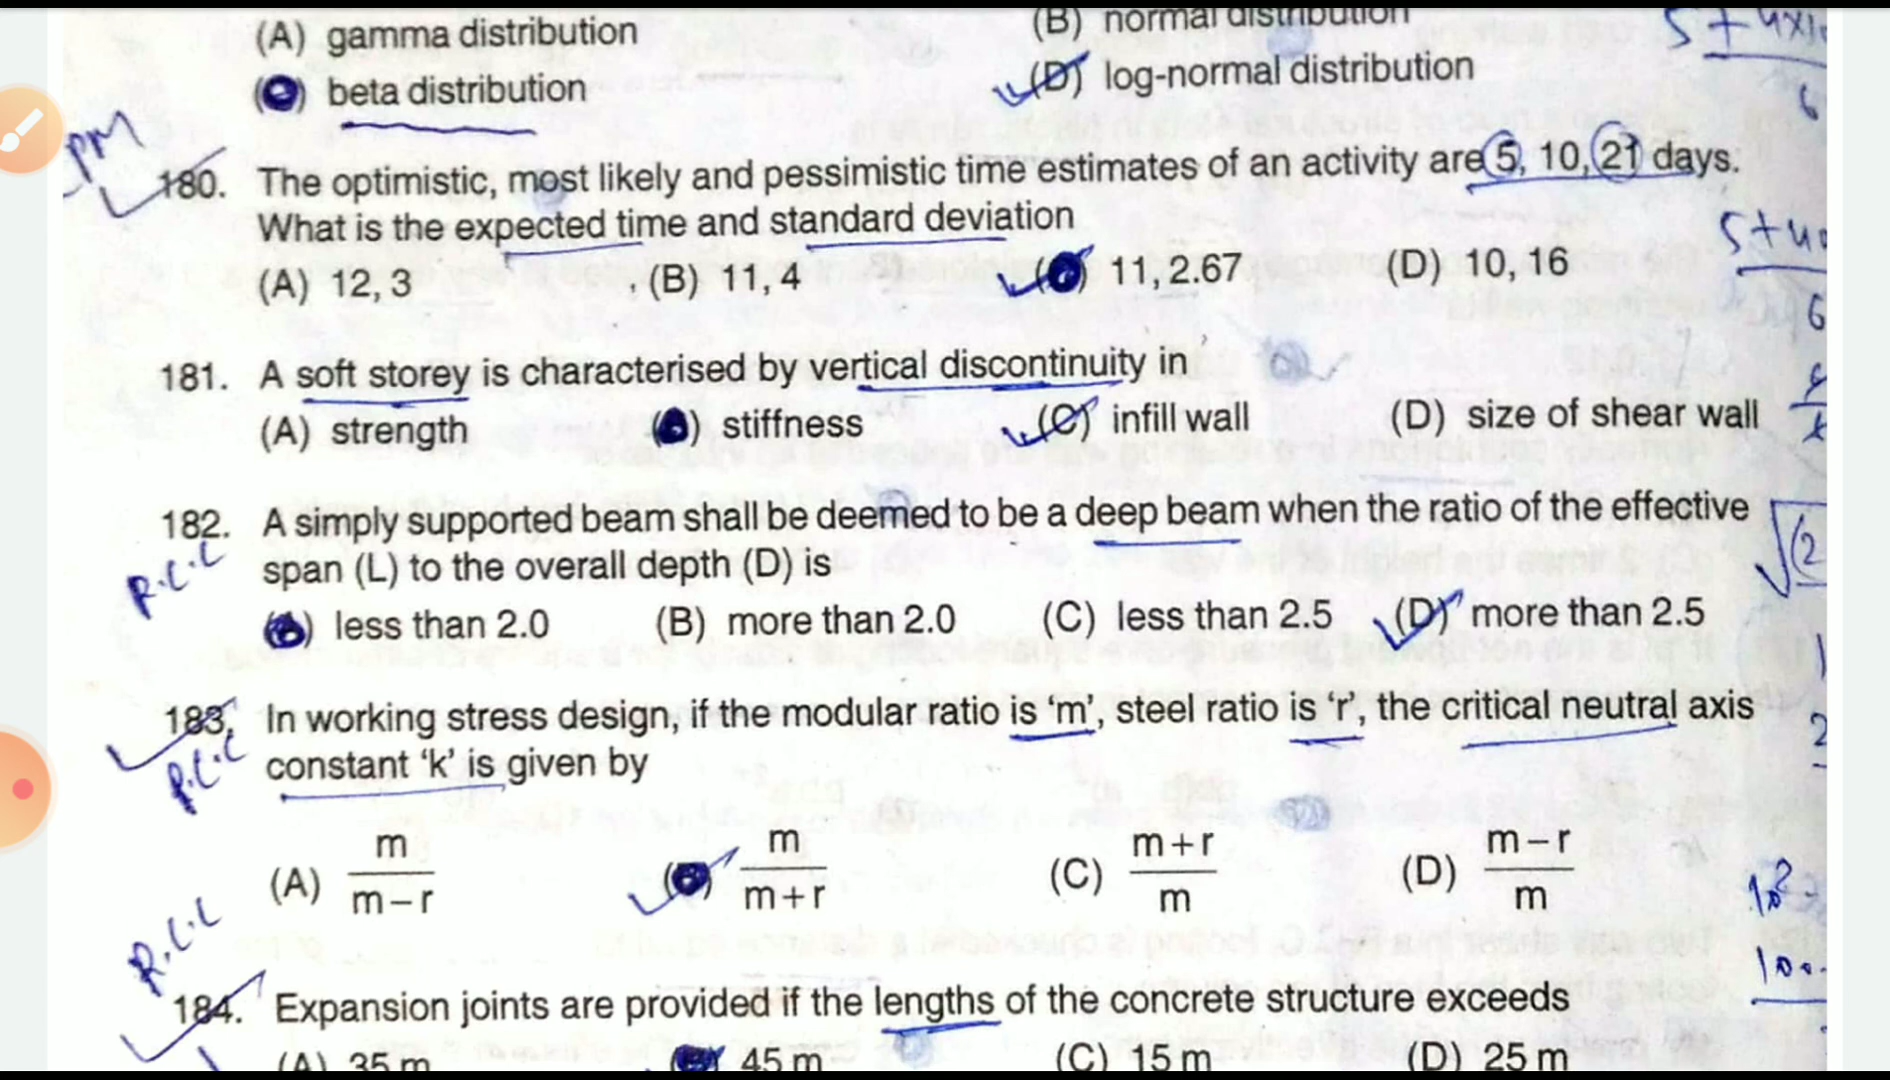 (A) gamma distribution (B) normal distribution 5+4x10
( ) beta distribution (D) log-normal distribution 6
PM
180. The optimistic, most likely and pessimistic time estimates of an activity are 5, 10, 21 days.
What is the expected time and standard deviation 5+40
(A) 12, 3 (B) 11, 4 ( ) 11, 2.67 (D) 10, 16 6
181. A soft storey is characterised by vertical discontinuity in
(A) strength ( ) stiffness (C) infill wall (D) size of shear wall
182. A simply supported beam shall be deemed to be a deep beam when the ratio of the effective
R.C.C span (L) to the overall depth (D) is
( ) less than 2.0 (B) more than 2.0 (C) less than 2.5 (D) more than 2.5
183. In working stress design, if the modular ratio is ‘m’, steel ratio is ‘r’, the critical neutral axis
R.C.C constant ‘k’ is given by
(A) m / m – r ( ) m / m + r (C) m + r / m (D) m – r / m
R.C.C
184. Expansion joints are provided if the lengths of the concrete structure exceeds
(A) 35 m 45 m (C) 15 m (D) 25 m